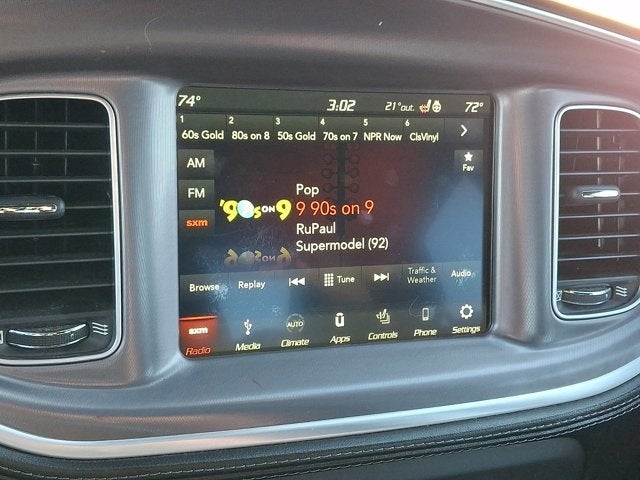 74° 3:02 21°out. 72°
1 2 3 4 5 6
60s Gold 80s on 8 50s Gold 70s on 7 NPR Now ClsVinyl
AM
Fav
FM
sxm
'90s ON 9
Pop
9 90s on 9
RuPaul
Supermodel (92)
Browse Replay Tune Traffic & Weather Audio
sxm AUTO
Radio Media Climate Apps Controls Phone Settings